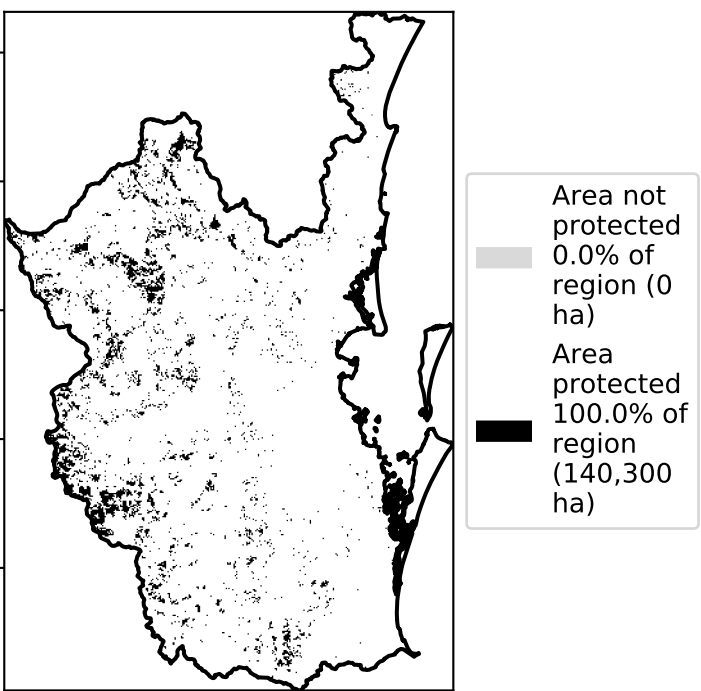 Area not
protected
0.0% of
region (0
ha)
Area
protected
100.0% of
region
(140,300
ha)